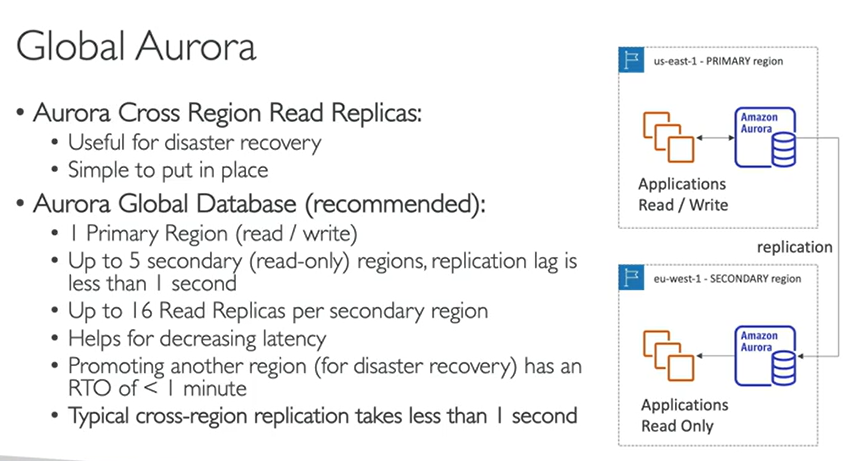 Global Aurora
• Aurora Cross Region Read Replicas:
• Useful for disaster recovery
• Simple to put in place
• Aurora Global Database (recommended):
• 1 Primary Region (read / write)
• Up to 5 secondary (read-only) regions, replication lag is
less than 1 second
• Up to 16 Read Replicas per secondary region
• Helps for decreasing latency
• Promoting another region (for disaster recovery) has an
RTO of < 1 minute
• Typical cross-region replication takes less than 1 second
us-east-1 - PRIMARY region
Amazon
Aurora
Applications
Read / Write
replication
eu-west-1 - SECONDARY region
Amazon
Aurora
Applications
Read Only